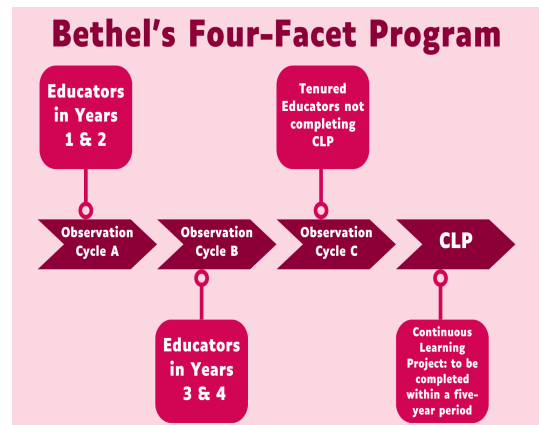 Bethel's Four-Facet Program
Educators
in Years
1 & 2
Tenured
Educators not
completing
CLP
Observation
Cycle A
Observation
Cycle B
Observation
Cycle C
CLP
Educators
in Years
3 & 4
Continuous
Learning
Project: to be
completed
within a five-
year period